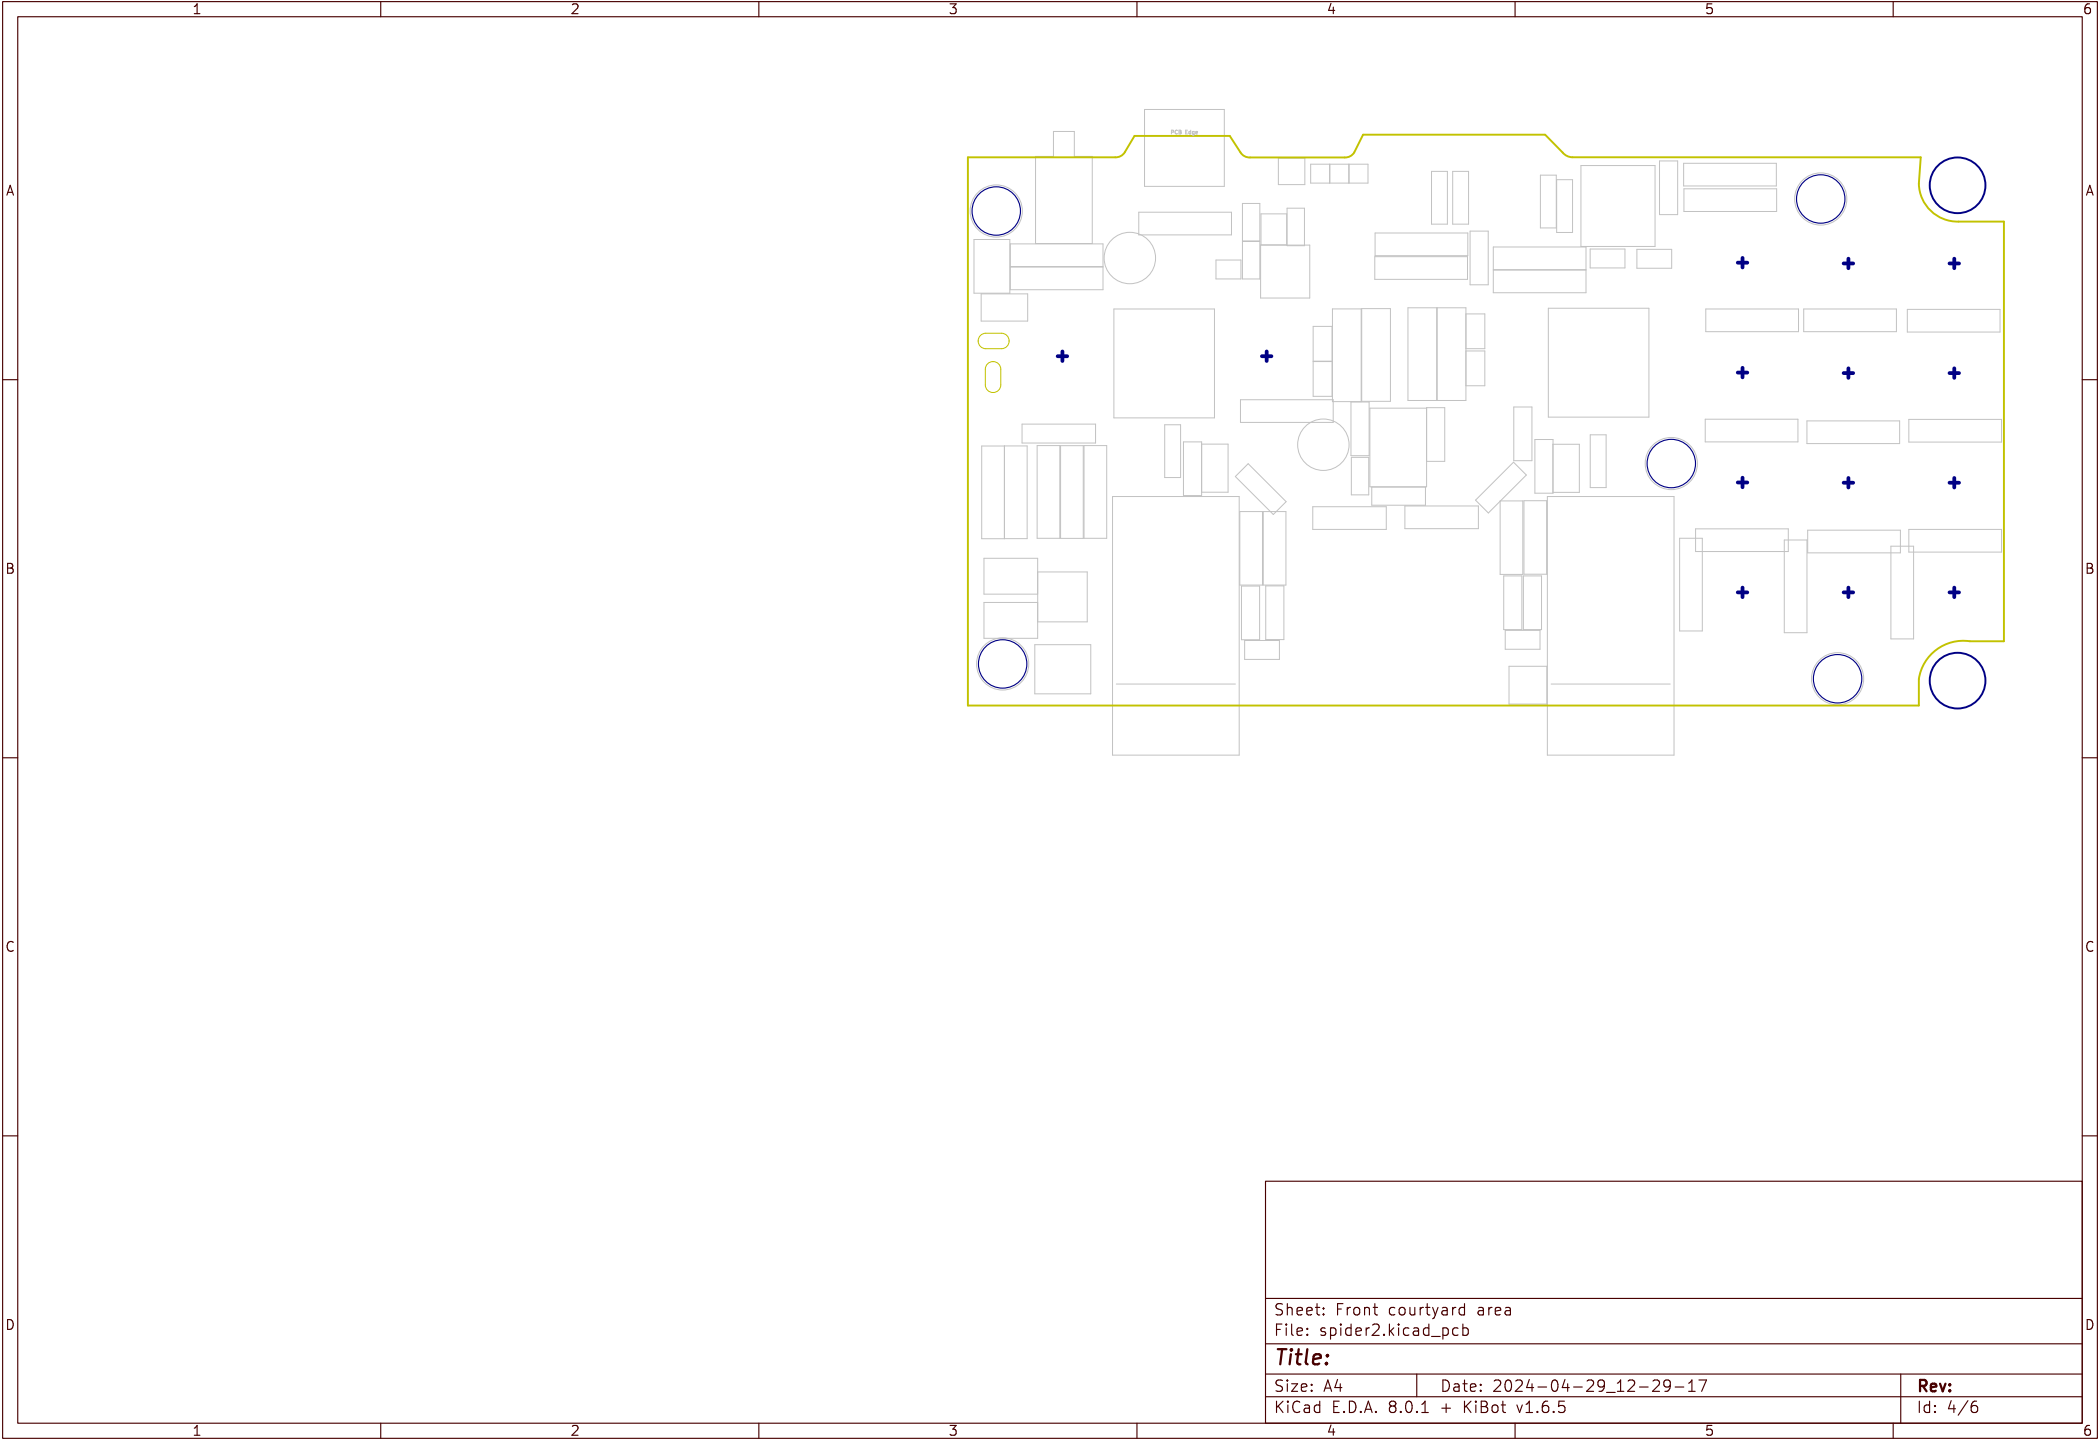 1 2 3 4 5 6
PCB Edge
A A
B B
C C
D D
Sheet: Front courtyard area
File: spider2.kicad_pcb
Title:
Size: A4 Date: 2024-04-29_12-29-17 Rev:
KiCad E.D.A. 8.0.1 + KiBot v1.6.5 Id: 4/6
1 2 3 4 5 6